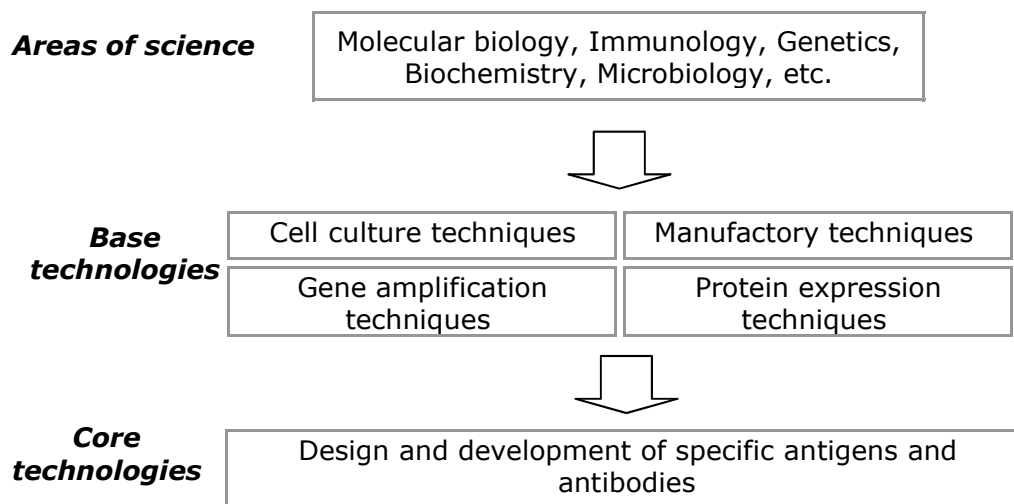 Areas of science
Molecular biology, Immunology, Genetics,
Biochemistry, Microbiology, etc.
Base
technologies
Cell culture techniques
Manufactory techniques
Gene amplification
techniques
Protein expression
techniques
Core
technologies
Design and development of specific antigens and
antibodies